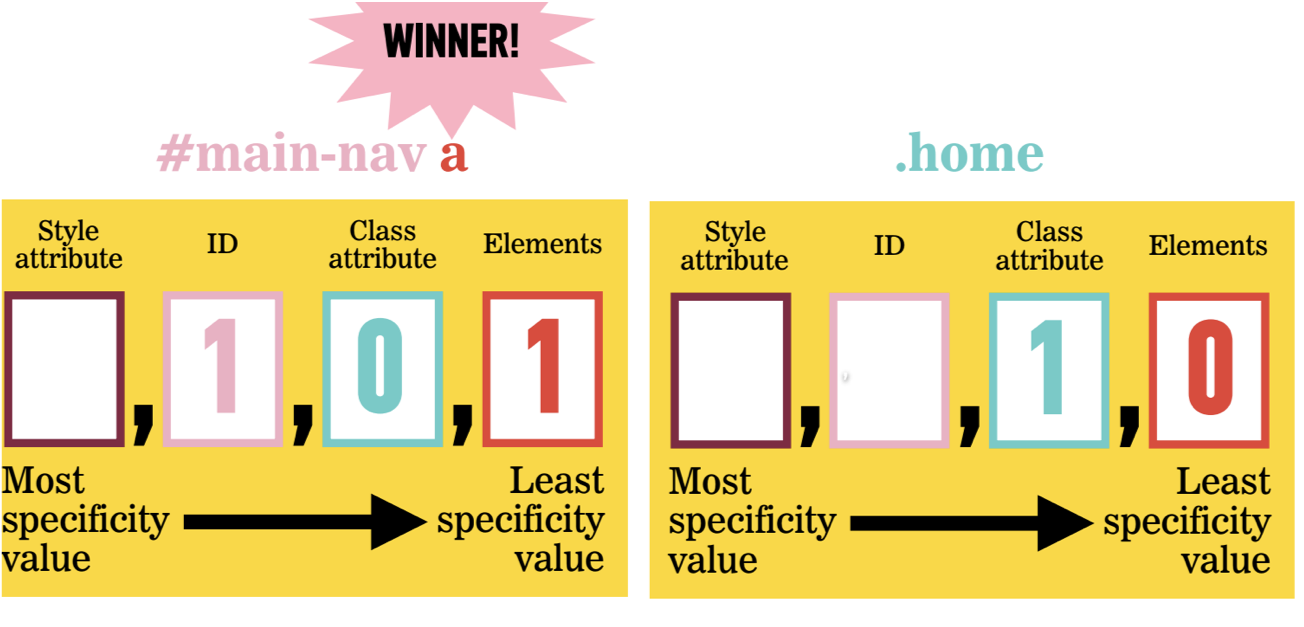 WINNER!
#main-nav a
Style
attribute
ID
Class
attribute
Elements
, 1 , 0 , 1
Most
specificity
value
Least
specificity
value
.home
Style
attribute
ID
Class
attribute
Elements
, , 1 , 0
Most
specificity
value
Least
specificity
value